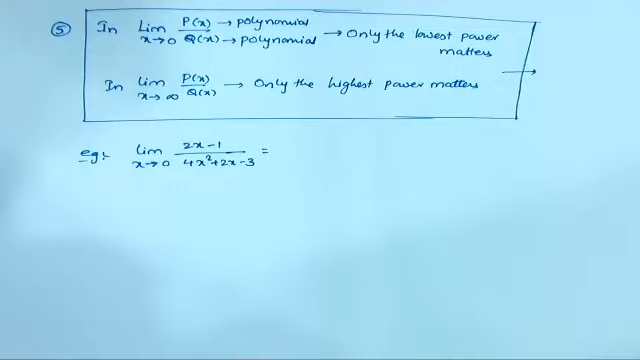 ⑤ In Lim x→0 P(x)/Q(x) → polynomial → polynomial → Only the lowest power matters
In Lim x→∞ P(x)/Q(x) → Only the highest power matters
eg:- Lim x→0 (2x-1)/(4x²+2x-3) =